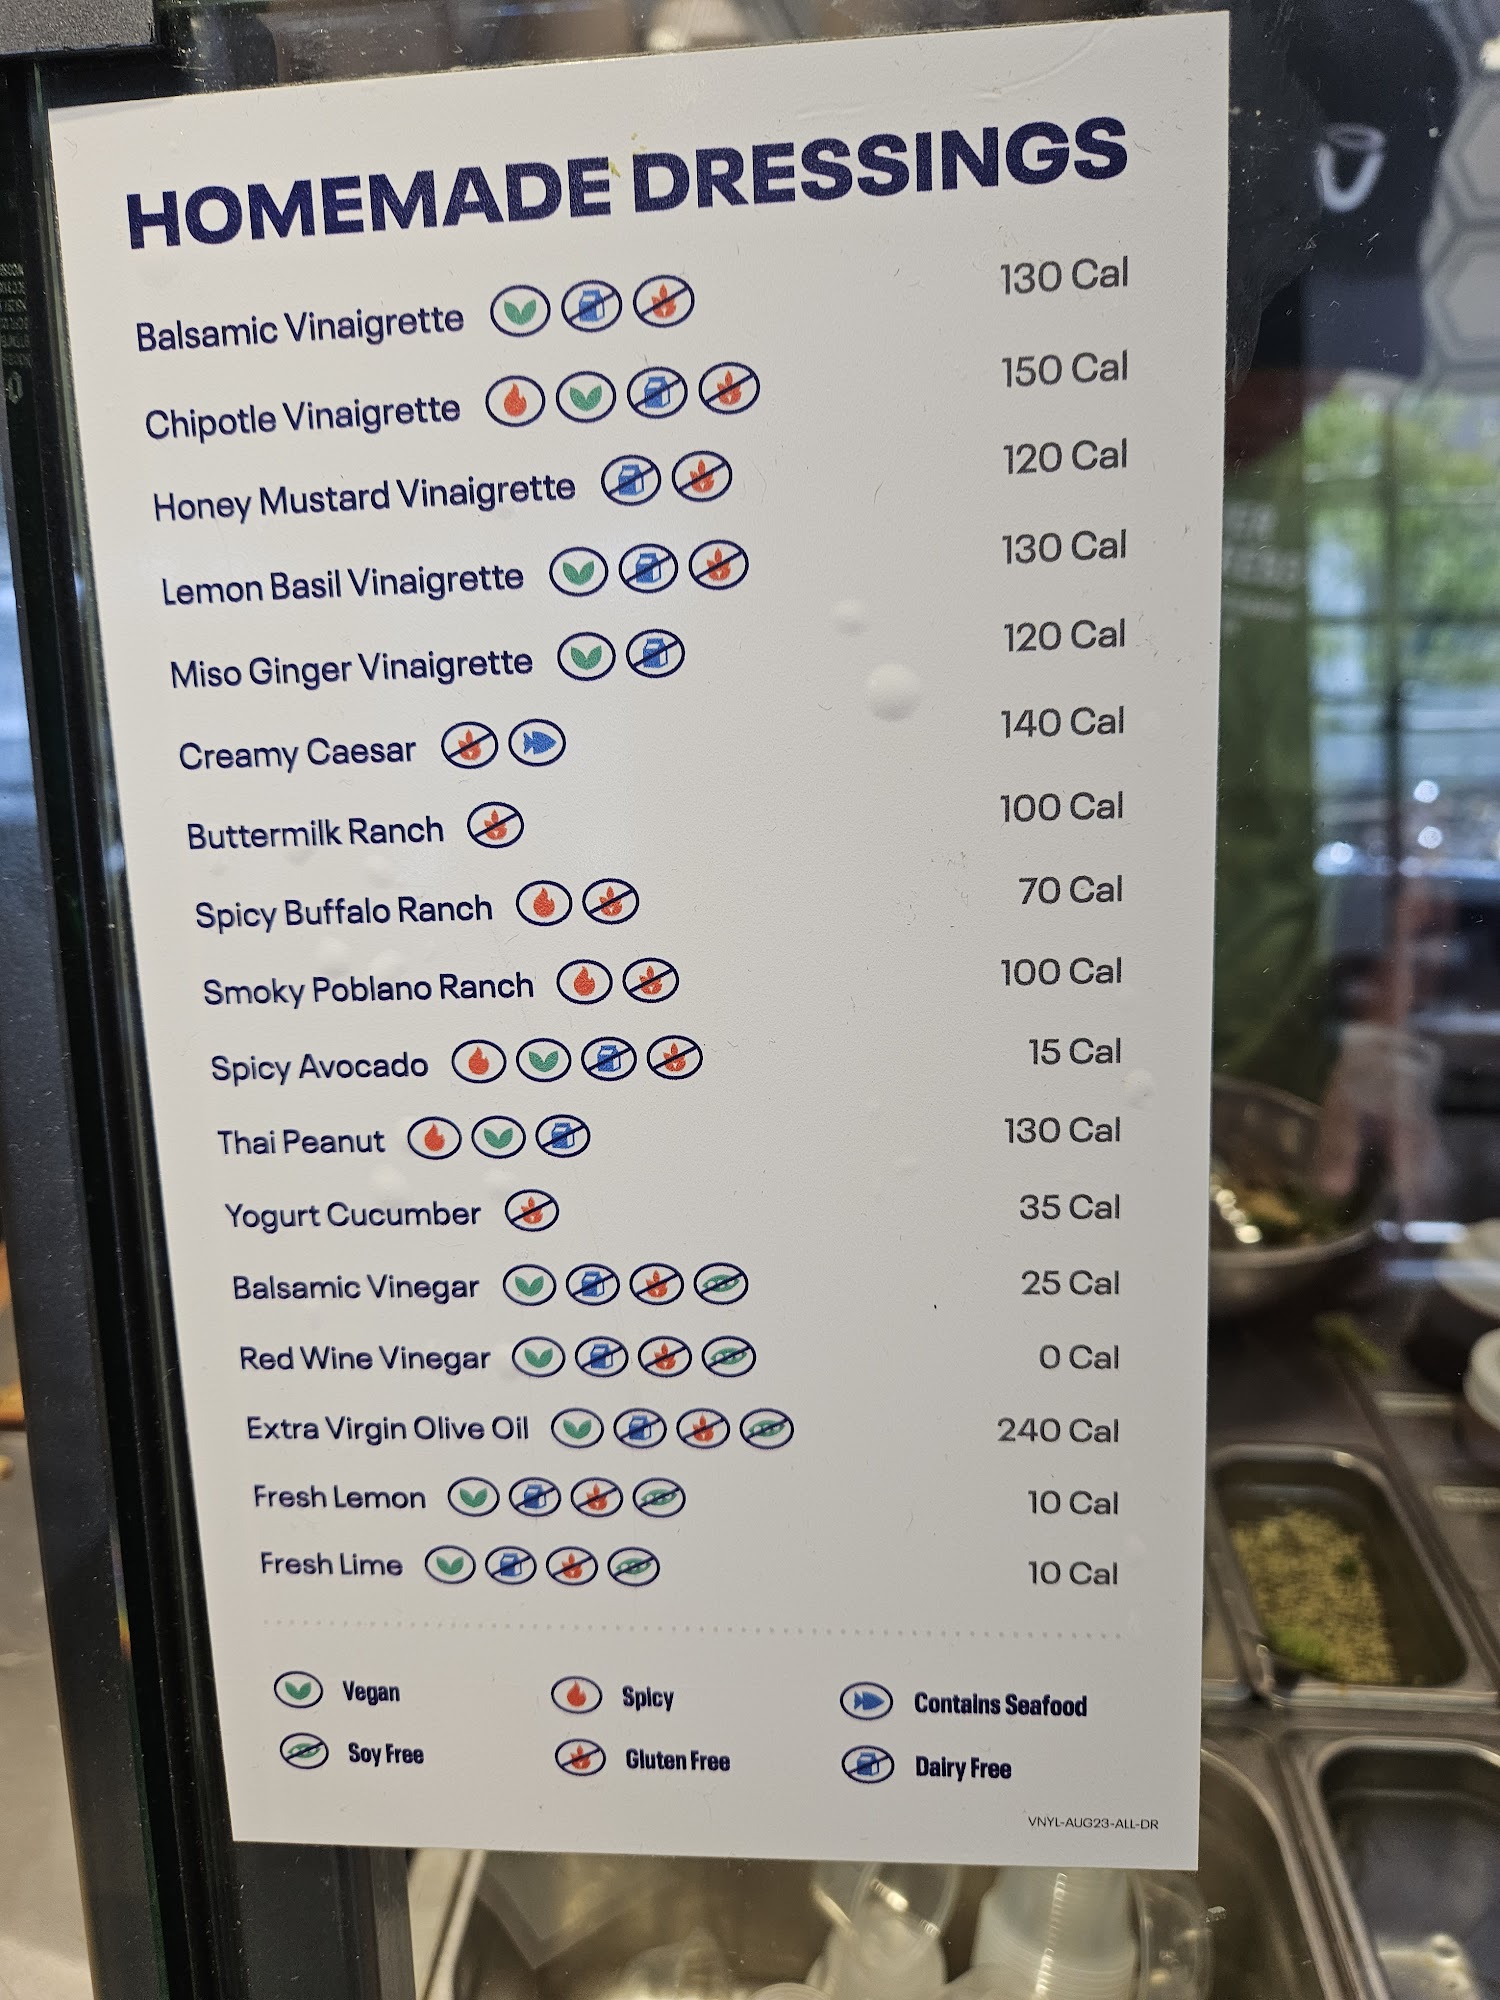 HOMEMADE DRESSINGS
Balsamic Vinaigrette 130 Cal
Chipotle Vinaigrette 150 Cal
Honey Mustard Vinaigrette 120 Cal
Lemon Basil Vinaigrette 130 Cal
Miso Ginger Vinaigrette 120 Cal
Creamy Caesar 140 Cal
Buttermilk Ranch 100 Cal
Spicy Buffalo Ranch 70 Cal
Smoky Poblano Ranch 100 Cal
Spicy Avocado 15 Cal
Thai Peanut 130 Cal
Yogurt Cucumber 35 Cal
Balsamic Vinegar 25 Cal
Red Wine Vinegar 0 Cal
Extra Virgin Olive Oil 240 Cal
Fresh Lemon 10 Cal
Fresh Lime 10 Cal
Vegan Spicy Contains Seafood
Soy Free Gluten Free Dairy Free
VNYL-AUG23-ALL-DR